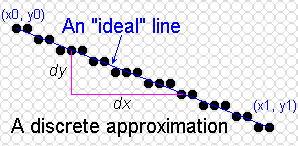 (x0, y0)
An "ideal" line
dy
dx
(x1, y1)
A discrete approximation